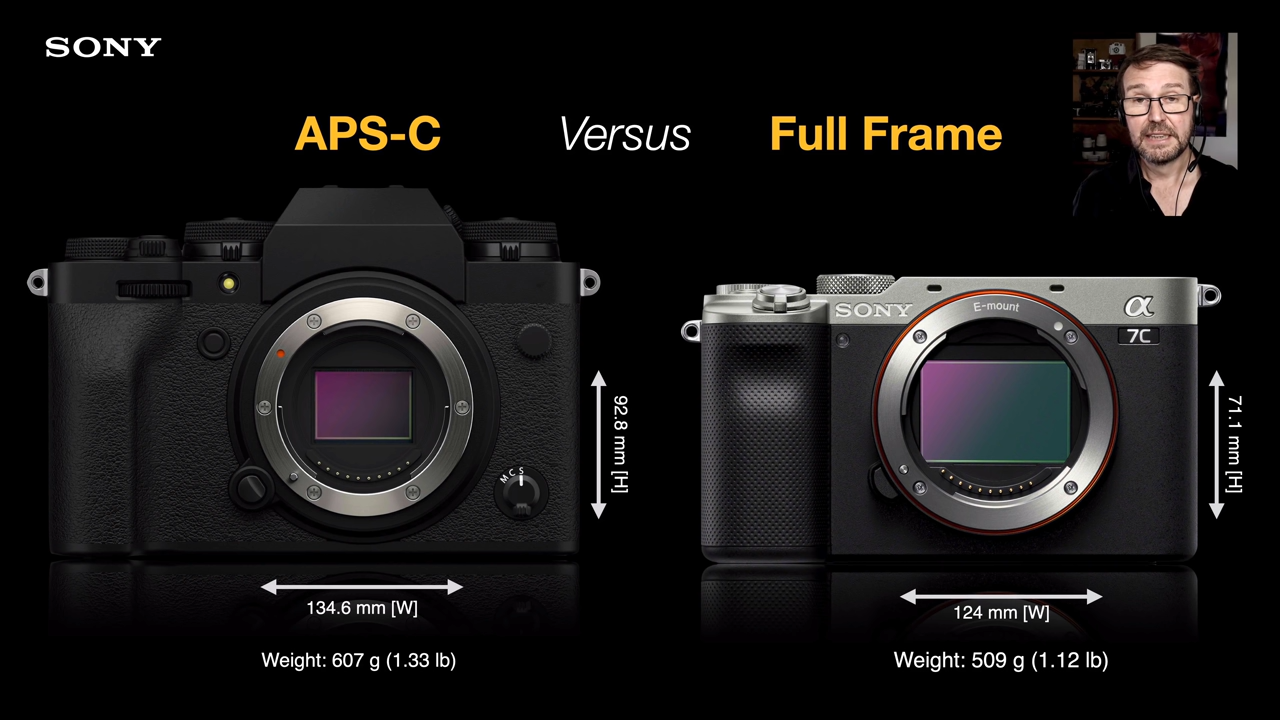 SONY
APS-C Versus Full Frame
SONY
E-mount
α
7C
M C S
92.8 mm [H]
71.1 mm [H]
134.6 mm [W]
124 mm [W]
Weight: 607 g (1.33 lb)
Weight: 509 g (1.12 lb)